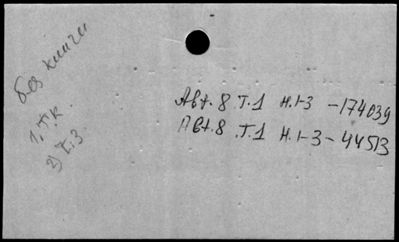 без книги
1. п.к.
2) т.3.
Авт. 8 .Т.1 н.1-3 -174039
Авт.8 .Т.1 н.1-3-44513